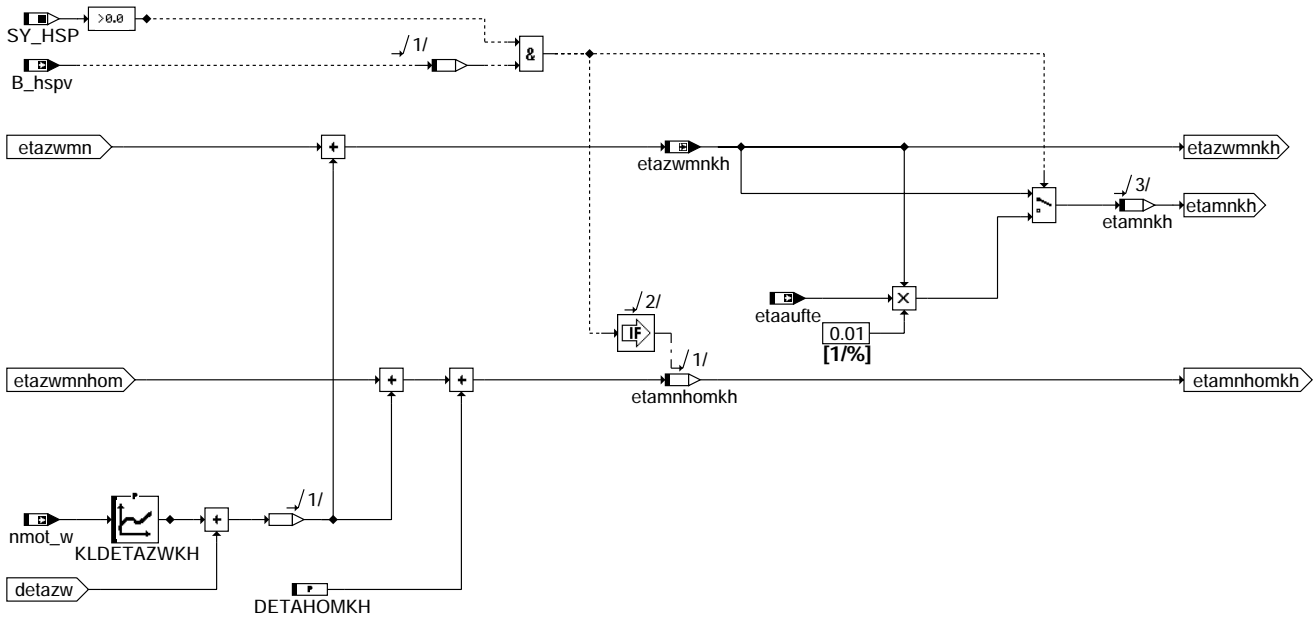 >0.0
SY_HSP
/1/
&
B_hspv
etazwmn
+
etazwmnkh
etazwmnkh
/3/
etamnkh
etamnkh
etaaufte
X
0.01
[1/%]
/2/
IF
/1/
etazwmnhom
+
+
etamnhomkh
etamnhomkh
P
/1/
nmot_w
+
KLDETAZWKH
detazw
P
DETAHOMKH